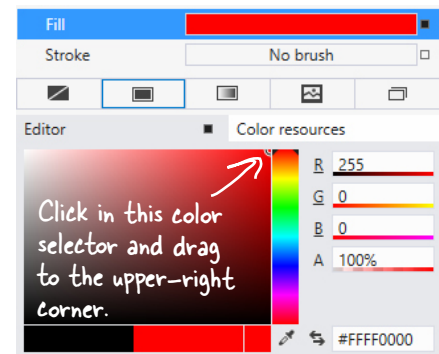 Fill
Stroke No brush
Editor Color resources
R 255
G 0
B 0
A 100%
Click in this color
selector and drag
to the upper-right
corner.
#FFFF0000